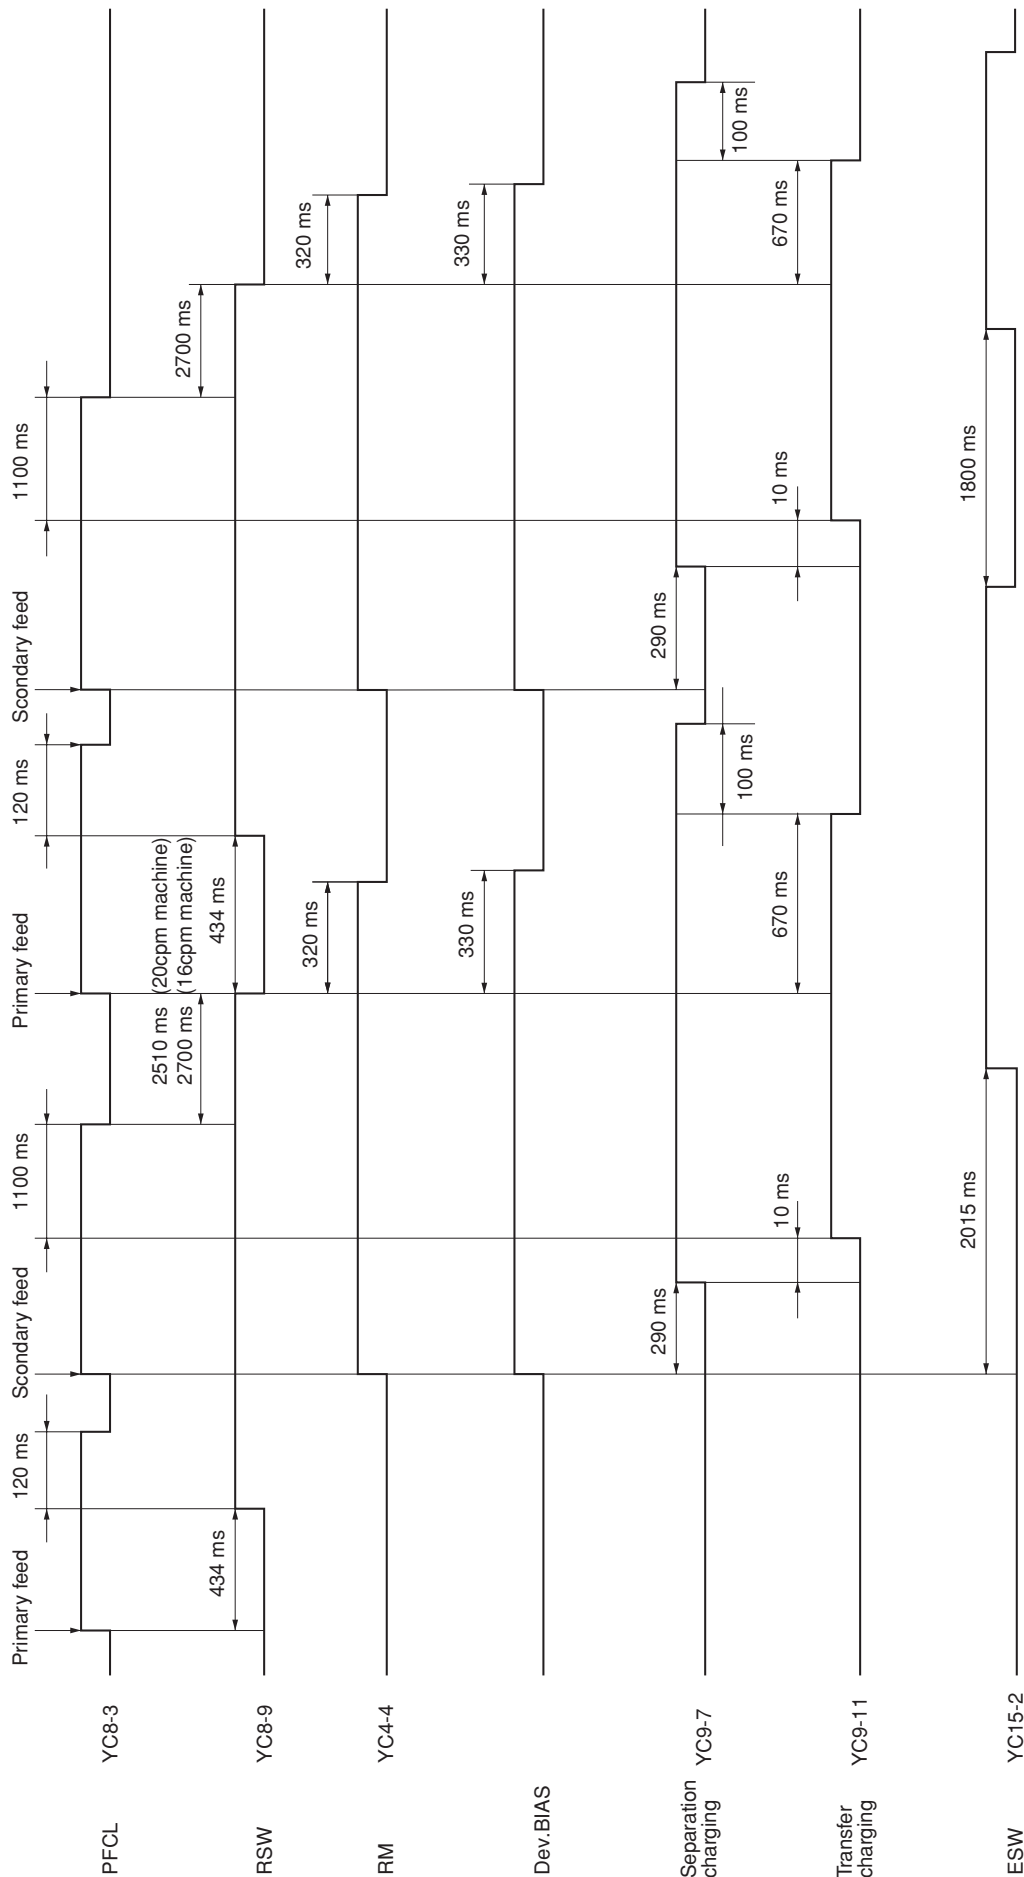 PFCL YC8-3
Primary feed
120 ms
Scondary feed
1100 ms
Primary feed
120 ms
Scondary feed
1100 ms
RSW YC8-9
434 ms
2510 ms (20cpm machine)
2700 ms (16cpm machine)
434 ms
2700 ms
RM YC4-4
320 ms
320 ms
Dev.BIAS
330 ms
330 ms
Separation
charging
YC9-7
290 ms
100 ms
290 ms
100 ms
Transfer
charging
YC9-11
10 ms
670 ms
10 ms
670 ms
ESW YC15-2
2015 ms
1800 ms